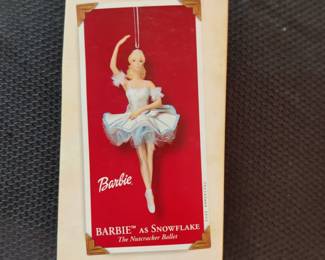 Barbie
BARBIE™ AS SNOWFLAKE
The Nutcracker Ballet